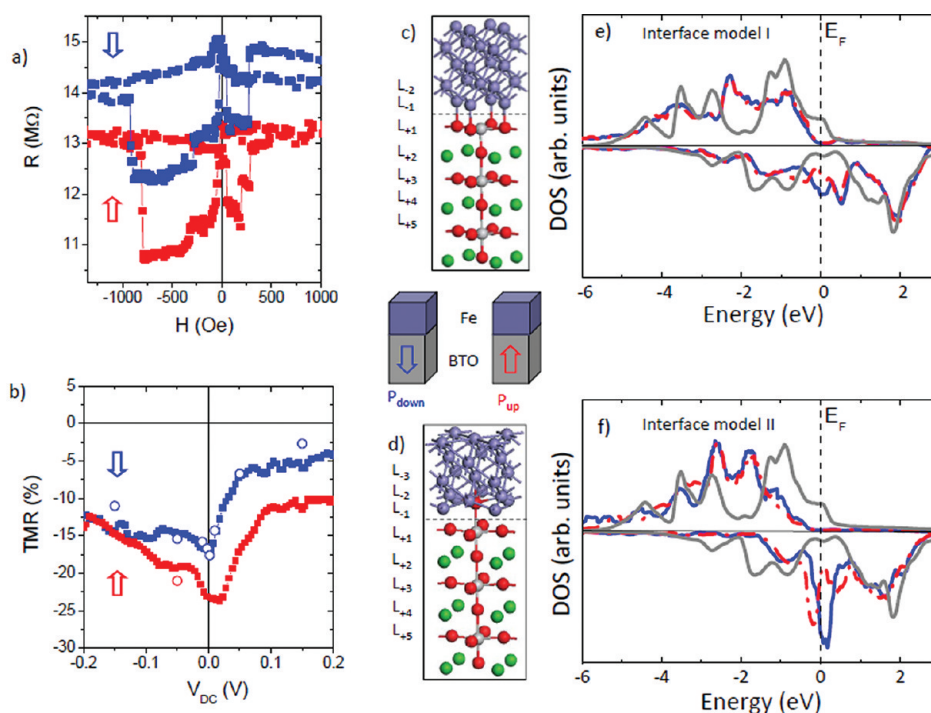 a)
15
14
13
12
11
R (MΩ)
-1000 -500 0 500 1000
H (Oe)
b)
5
0
-5
-10
-15
-20
-25
-30
TMR (%)
-0.2 -0.1 0.0 0.1 0.2
V_DC (V)
c)
L-2
L-1
L+1
L+2
L+3
L+4
L+5
Fe
BTO
P_down
P_up
d)
L-3
L-2
L-1
L+1
L+2
L+3
L+4
L+5
e)
Interface model I
E_F
DOS (arb. units)
-6 -4 -2 0 2
Energy (eV)
f)
Interface model II
E_F
DOS (arb. units)
-6 -4 -2 0 2
Energy (eV)